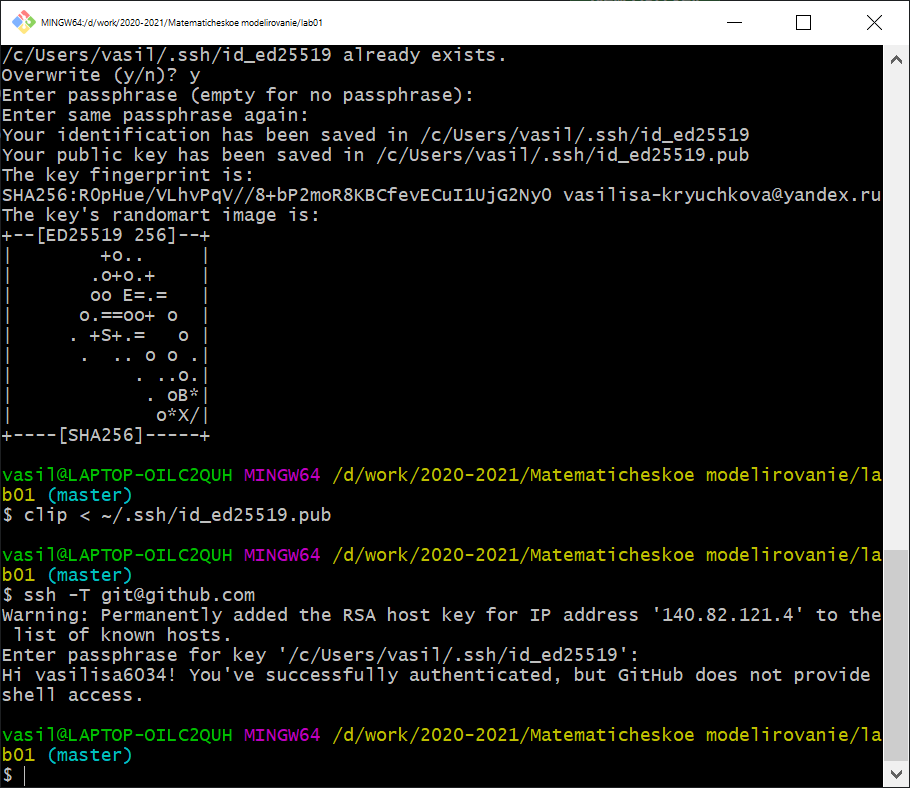 MINGW64:/d/work/2020-2021/Matematicheskoe modelirovanie/lab01
/c/Users/vasil/.ssh/id_ed25519 already exists.
Overwrite (y/n)? y
Enter passphrase (empty for no passphrase):
Enter same passphrase again:
Your identification has been saved in /c/Users/vasil/.ssh/id_ed25519
Your public key has been saved in /c/Users/vasil/.ssh/id_ed25519.pub
The key fingerprint is:
SHA256:ROpHue/VLhvPqV//8+bP2moR8KBCfevECuI1UjG2NyO vasilisa-kryuchkova@yandex.ru
The key's randomart image is:
+--[ED25519 256]--+
|        +o..     |
|       .o+o.+    |
|       oo E=.=   |
|      o.==oo+ o  |
|     . +S+.=   o |
|      .  .. o o .|
|           . ..o.|
|            . oB*|
|             o*X/|
+----[SHA256]-----+
vasil@LAPTOP-OILC2QUH MINGW64 /d/work/2020-2021/Matematicheskoe modelirovanie/la
b01 (master)
$ clip < ~/.ssh/id_ed25519.pub
vasil@LAPTOP-OILC2QUH MINGW64 /d/work/2020-2021/Matematicheskoe modelirovanie/la
b01 (master)
$ ssh -T git@github.com
Warning: Permanently added the RSA host key for IP address '140.82.121.4' to the
 list of known hosts.
Enter passphrase for key '/c/Users/vasil/.ssh/id_ed25519':
Hi vasilisa6034! You've successfully authenticated, but GitHub does not provide
shell access.
vasil@LAPTOP-OILC2QUH MINGW64 /d/work/2020-2021/Matematicheskoe modelirovanie/la
b01 (master)
$